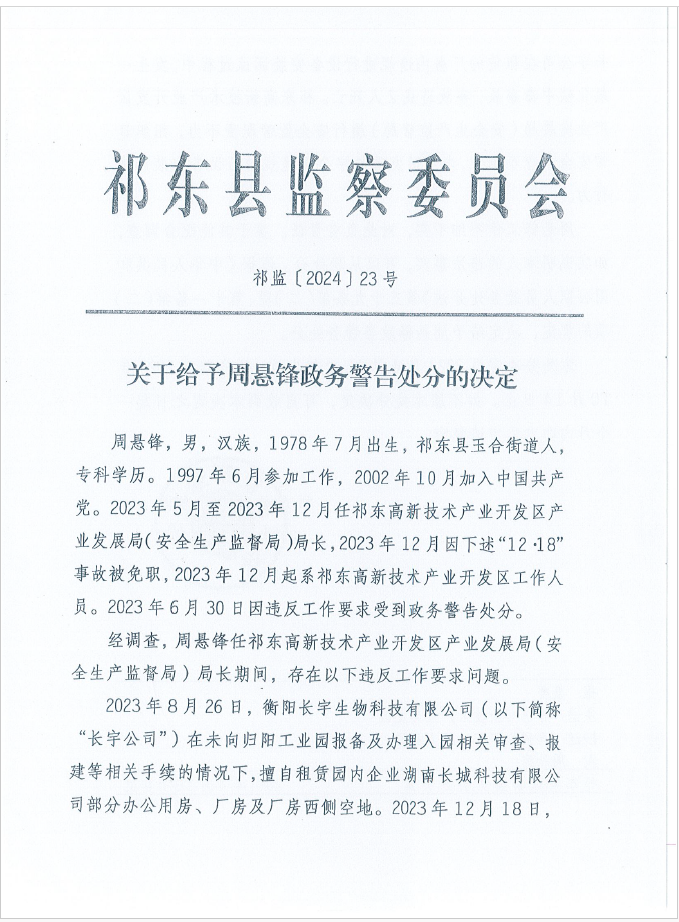 祁东县监察委员会
祁监〔2024〕23号
关于给予周悬锋政务警告处分的决定
周悬锋，男，汉族，1978年7月出生，祁东县玉合街道人，
专科学历。1997年6月参加工作，2002年10月加入中国共产
党。2023年5月至2023年12月任祁东高新技术产业开发区产
业发展局（安全生产监督局）局长，2023年12月因下述“12·18”
事故被免职，2023年12月起系祁东高新技术产业开发区工作人
员。2023年6月30日因违反工作要求受到政务警告处分。
经调查，周悬锋任祁东高新技术产业开发区产业发展局（安
全生产监督局）局长期间，存在以下违反工作要求问题。
2023年8月26日，衡阳长宇生物科技有限公司（以下简称
“长宇公司”）在未向归阳工业园报备及办理入园相关审查、报
建等相关手续的情况下，擅自租赁园内企业湖南长城科技有限公
司部分办公用房、厂房及厂房西侧空地。2023年12月18日，